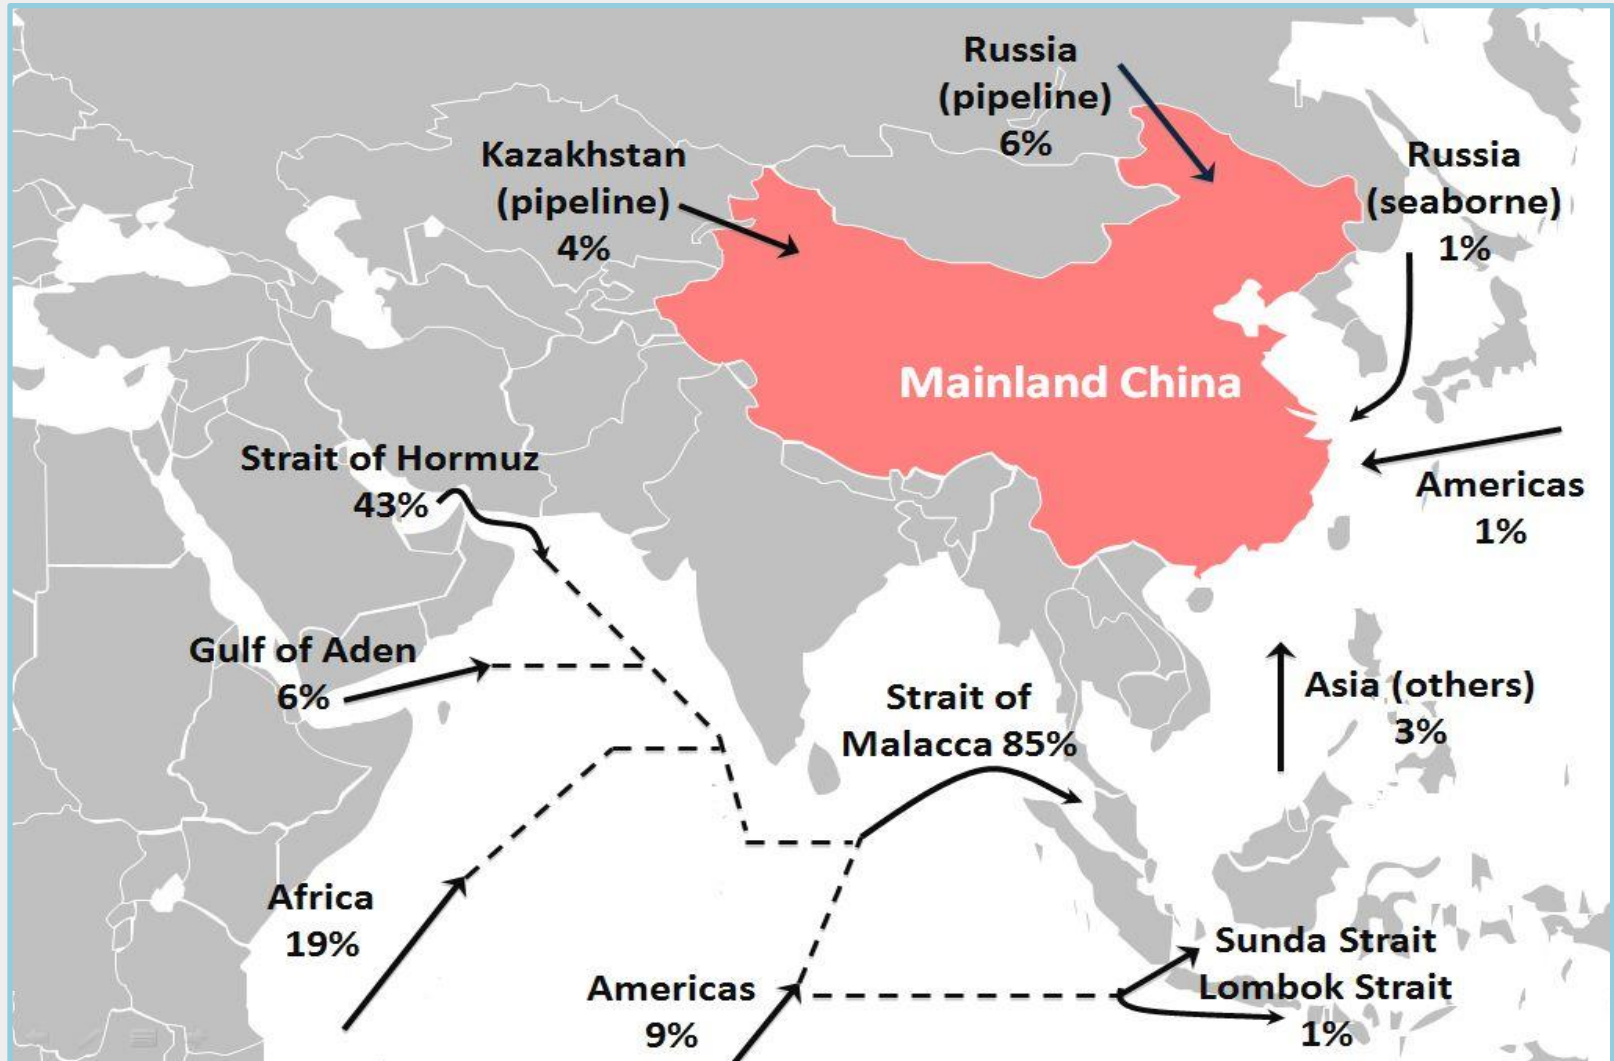 Russia
(pipeline)
6%
Kazakhstan
(pipeline)
4%
Russia
(seaborne)
1%
Mainland China
Strait of Hormuz
43%
Americas
1%
Gulf of Aden
6%
Strait of
Malacca 85%
Asia (others)
3%
Africa
19%
Americas
9%
Sunda Strait
Lombok Strait
1%